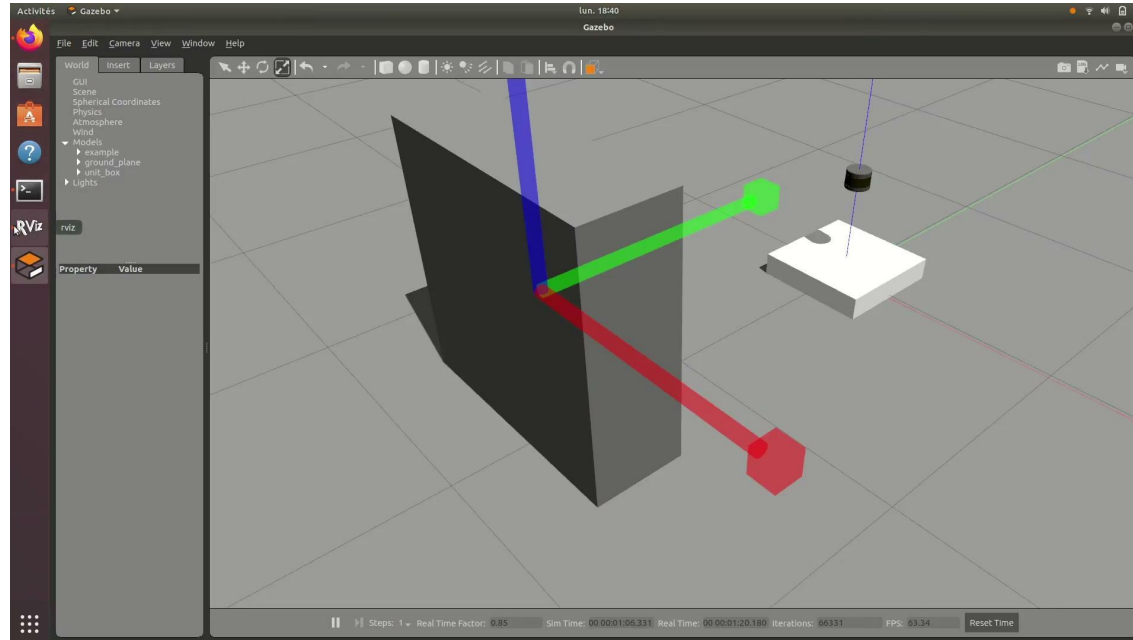 Activités Gazebo lun. 18:40
Gazebo
File Edit Camera View Window Help
World Insert Layers
GUI
Scene
Spherical Coordinates
Physics
Atmosphere
Wind
Models
example
ground_plane
unit_box
Lights
RViz rviz
Property Value
Steps: 1 Real Time Factor: 0.85 Sim Time: 00 00:01:06.331 Real Time: 00 00:01:20.180 Iterations: 66331 FPS: 63.34 Reset Time